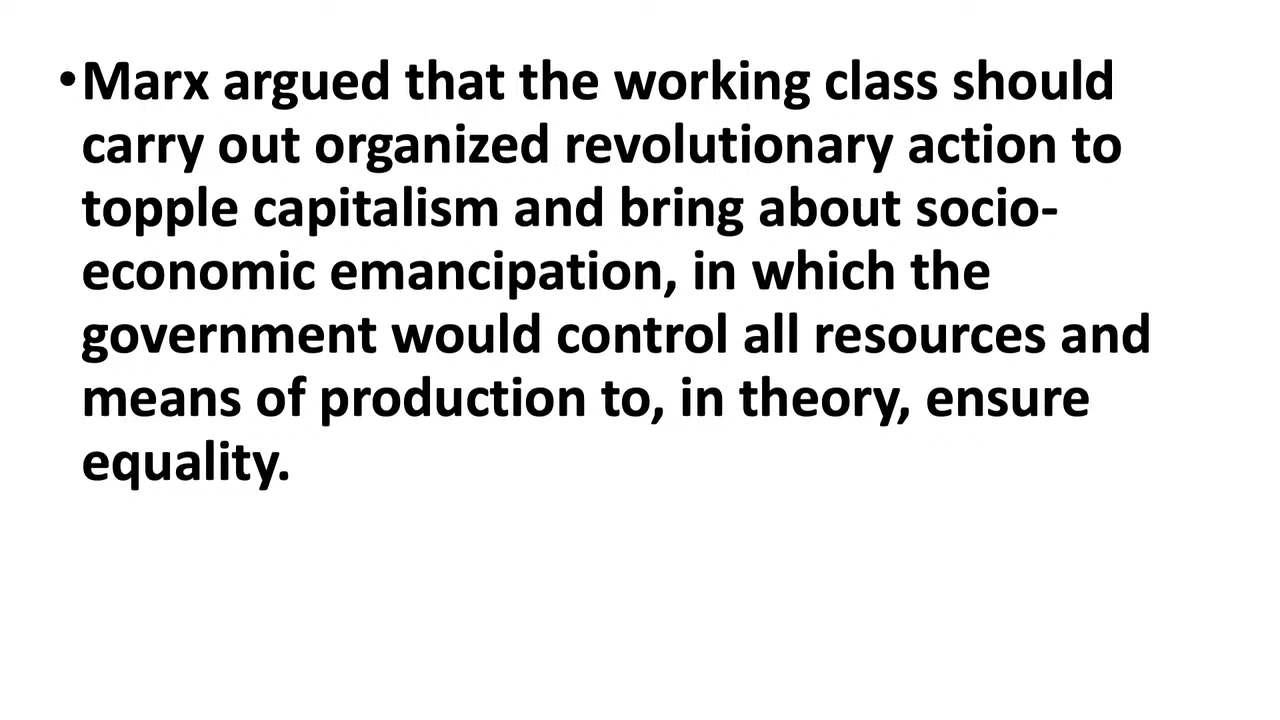 •Marx argued that the working class should
carry out organized revolutionary action to
topple capitalism and bring about socio-
economic emancipation, in which the
government would control all resources and
means of production to, in theory, ensure
equality.